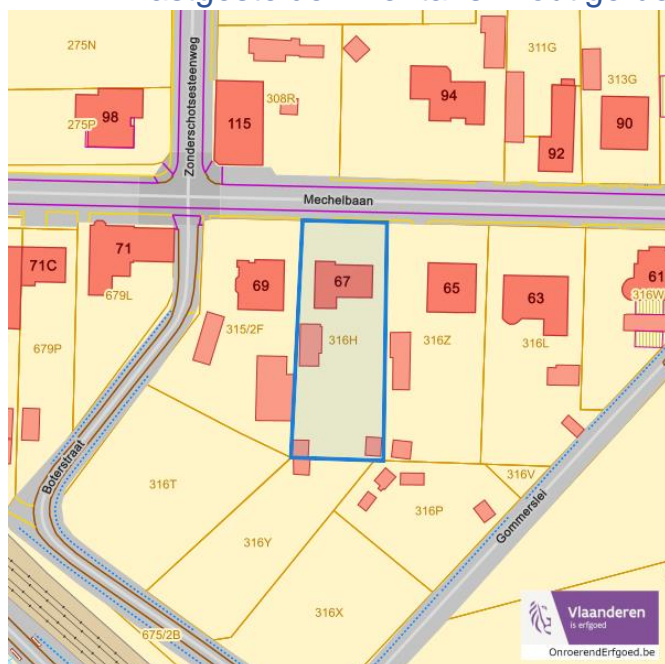 275N
311G
313G
98
275P
Zonderschotsesteenweg
115
308R
94
92
90
Mechelbaan
71C
71
679L
69
67
65
63
61
316W
679P
315/2F
316H
316Z
316L
Boterstraat
316T
316Y
316P
316V
Gommerslei
316X
675/2B
Vlaanderen
is erfgoed
OnroerendErfgoed.be